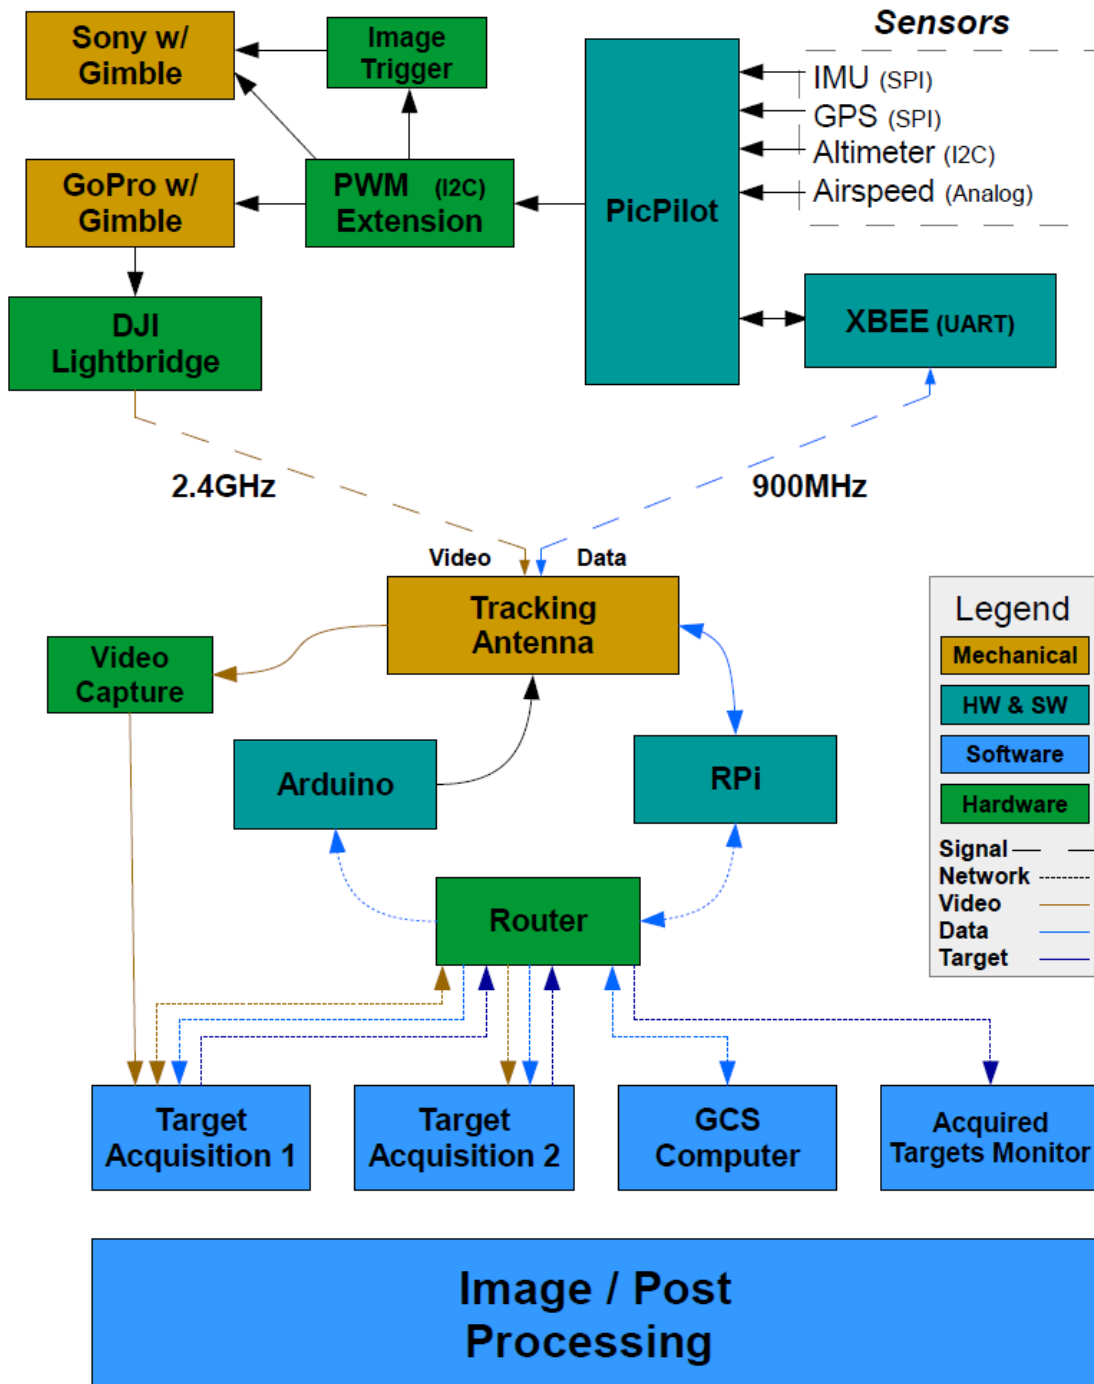 Sensors
Sony w/
Gimble
Image
Trigger
IMU (SPI)
GPS (SPI)
Altimeter (I2C)
Airspeed (Analog)
GoPro w/
Gimble
PWM (I2C)
Extension
PicPilot
DJI
Lightbridge
XBEE (UART)
2.4GHz
900MHz
Video
Data
Tracking
Antenna
Video
Capture
Arduino
RPi
Router
Legend
Mechanical
HW & SW
Software
Hardware
Signal
Network
Video
Data
Target
Target
Acquisition 1
Target
Acquisition 2
GCS
Computer
Acquired
Targets Monitor
Image / Post
Processing